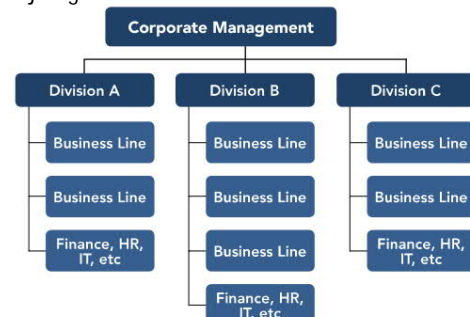 Corporate Management
Division A
Division B
Division C
Business Line
Business Line
Business Line
Business Line
Business Line
Business Line
Finance, HR,
IT, etc
Business Line
Finance, HR,
IT, etc
Finance, HR,
IT, etc